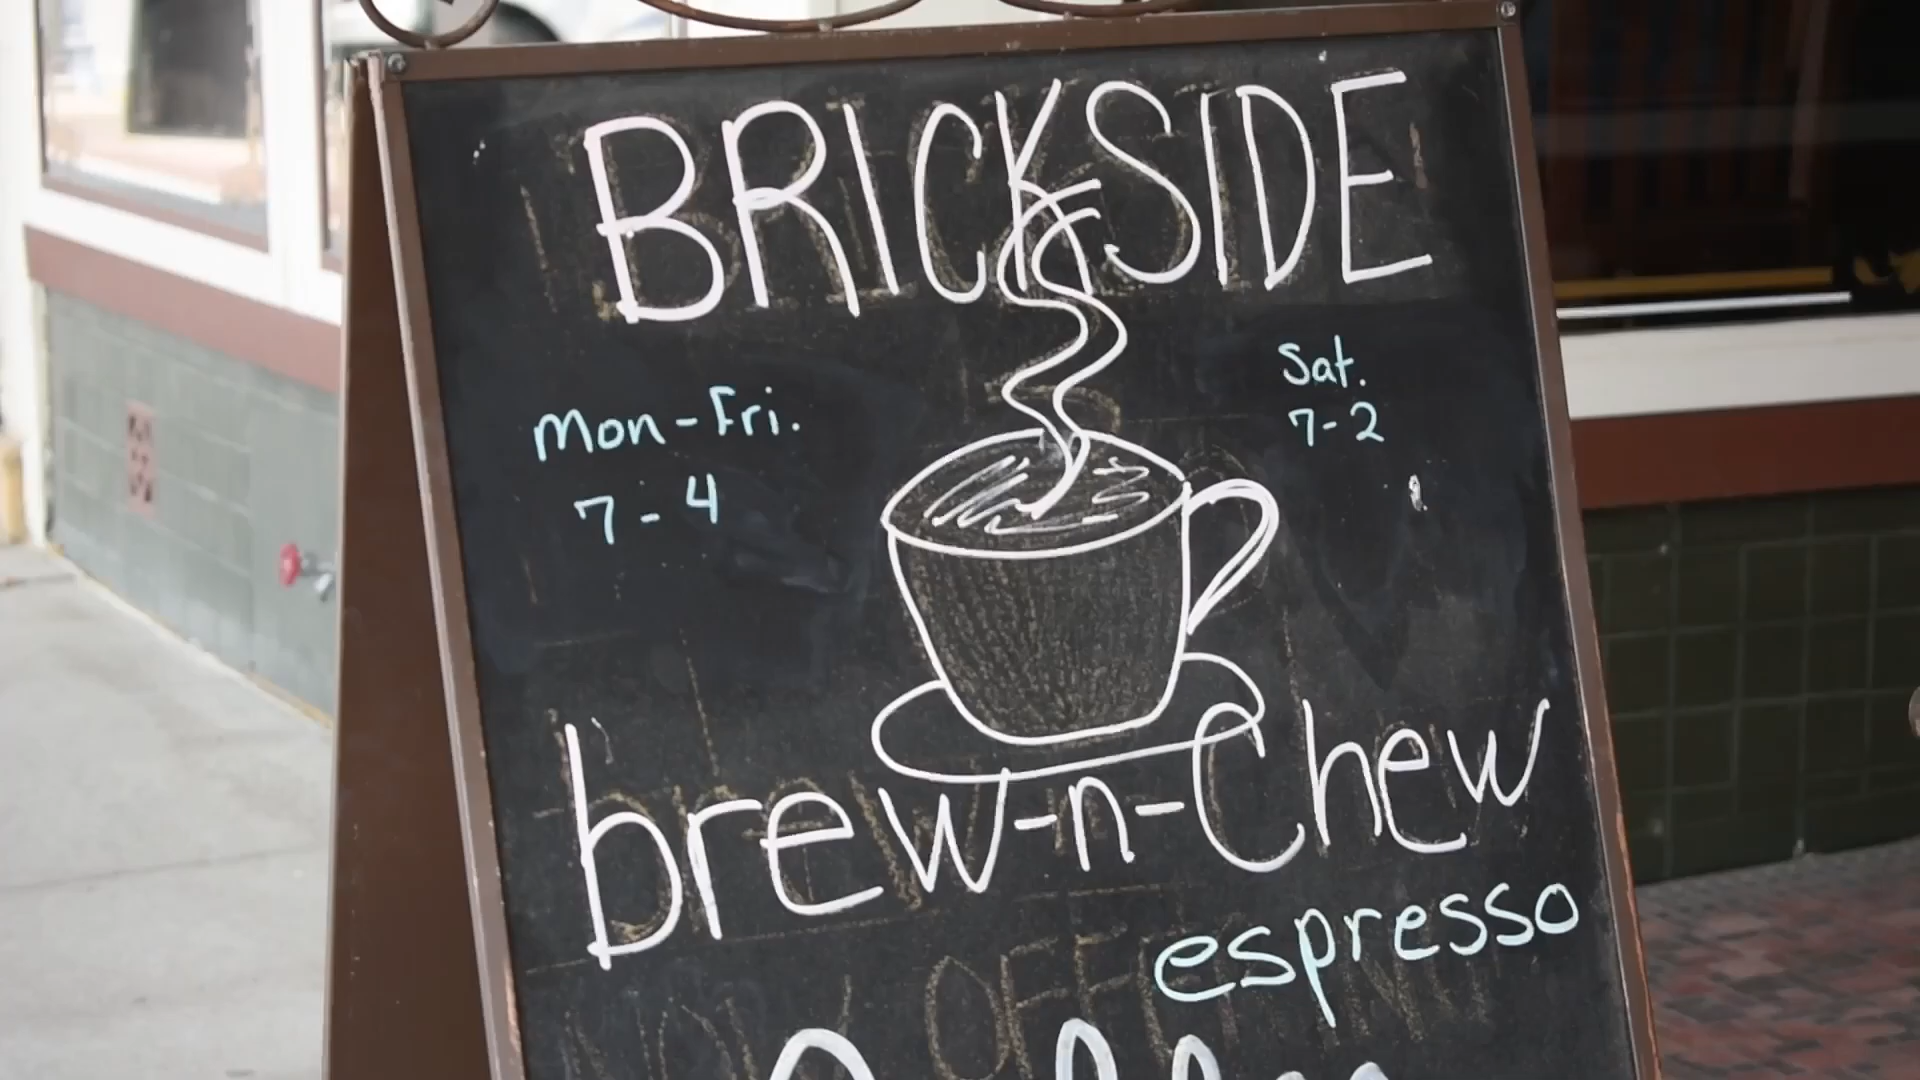 BRICKSIDE
Mon-Fri.
7-4
Sat.
7-2
brew-n-Chew
espresso